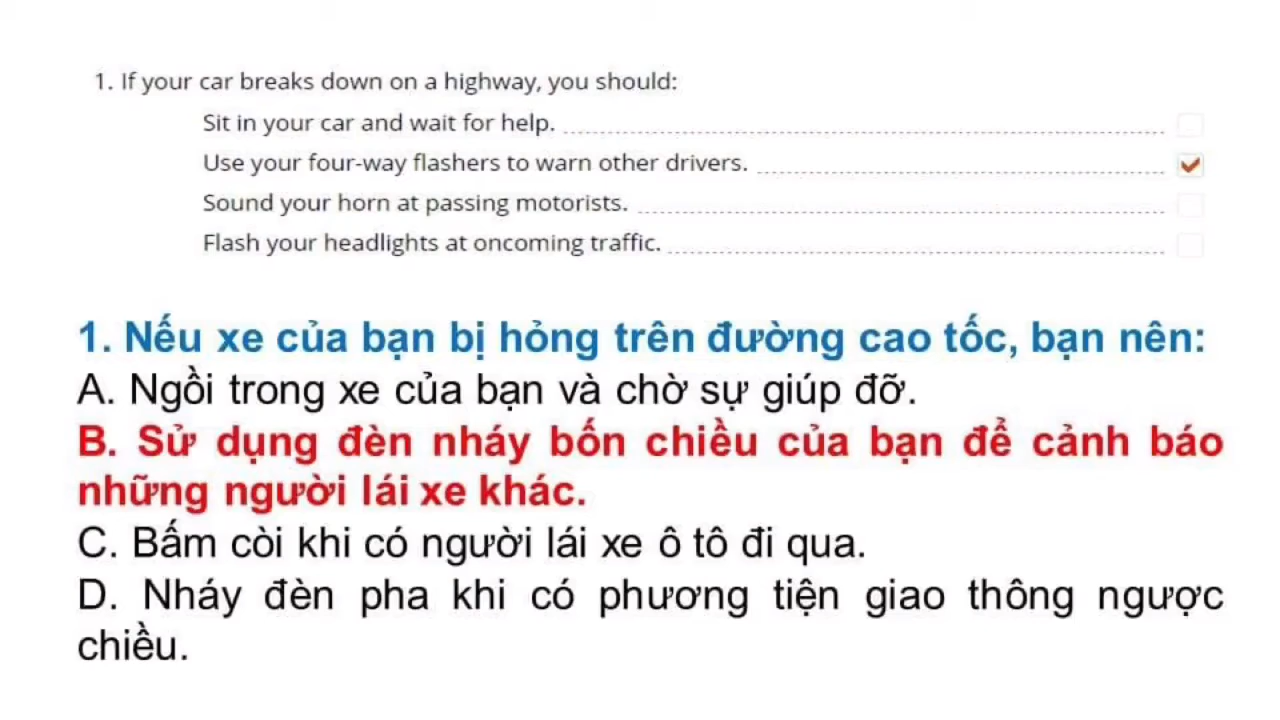 1. If your car breaks down on a highway, you should:
Sit in your car and wait for help.
Use your four-way flashers to warn other drivers.
Sound your horn at passing motorists.
Flash your headlights at oncoming traffic.
1. Nếu xe của bạn bị hỏng trên đường cao tốc, bạn nên:
A. Ngồi trong xe của bạn và chờ sự giúp đỡ.
B. Sử dụng đèn nháy bốn chiều của bạn để cảnh báo
những người lái xe khác.
C. Bấm còi khi có người lái xe ô tô đi qua.
D. Nháy đèn pha khi có phương tiện giao thông ngược
chiều.